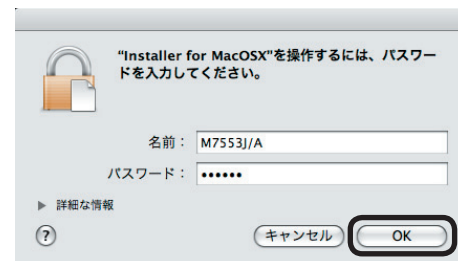 "Installer for MacOSX"を操作するには、パスワー
ドを入力してください。
名前： M7553J/A
パスワード： ••••••
▶ 詳細な情報
? キャンセル OK